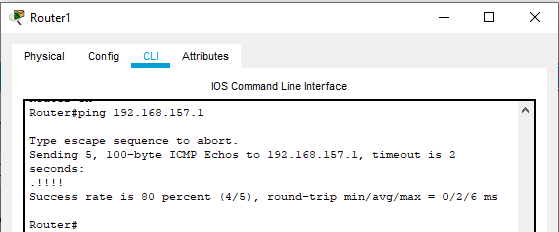 Router1
Physical Config CLI Attributes
IOS Command Line Interface
Router#ping 192.168.157.1
Type escape sequence to abort.
Sending 5, 100-byte ICMP Echos to 192.168.157.1, timeout is 2
seconds:
.!!!!
Success rate is 80 percent (4/5), round-trip min/avg/max = 0/2/6 ms
Router#